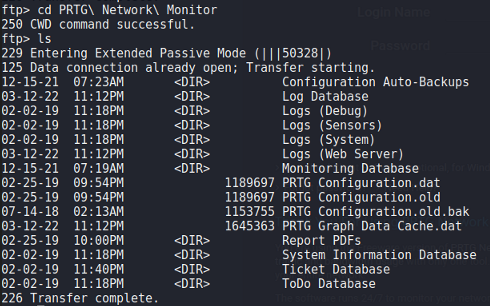 Login Name
ftp> cd PRTG\ Network\ Monitor
250 CWD command successful.
Password
ftp> ls
229 Entering Extended Passive Mode (|||50328|)
125 Data connection already open; Transfer starting.
12-15-21  07:23AM       <DIR>          Configuration Auto-Backups
03-12-22  11:12PM       <DIR>          Log Database
02-02-19  11:18PM       <DIR>          Logs (Debug)
02-02-19  11:18PM       <DIR>          Logs (Sensors)
02-02-19  11:18PM       <DIR>          Logs (System)
03-12-22  11:12PM       <DIR>          Logs (Web Server)
12-15-21  07:19AM       <DIR>          Monitoring Database
02-25-19  09:54PM              1189697 PRTG Configuration.dat
02-25-19  09:54PM              1189697 PRTG Configuration.old
07-14-18  02:13AM              1153755 PRTG Configuration.old.bak
03-12-22  11:12PM              1645363 PRTG Graph Data Cache.dat
02-25-19  10:00PM       <DIR>          Report PDFs
02-02-19  11:18PM       <DIR>          System Information Database
02-02-19  11:40PM       <DIR>          Ticket Database
02-02-19  11:18PM       <DIR>          ToDo Database
226 Transfer complete.